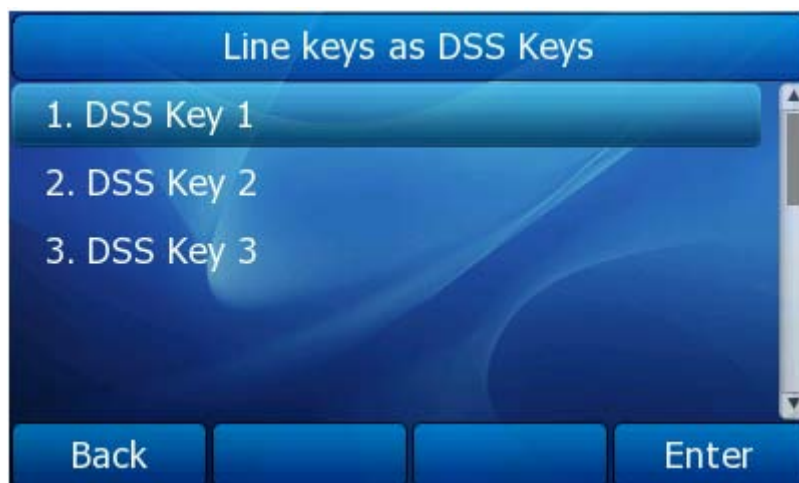 Line keys as DSS Keys
1. DSS Key 1
2. DSS Key 2
3. DSS Key 3
Back
Enter